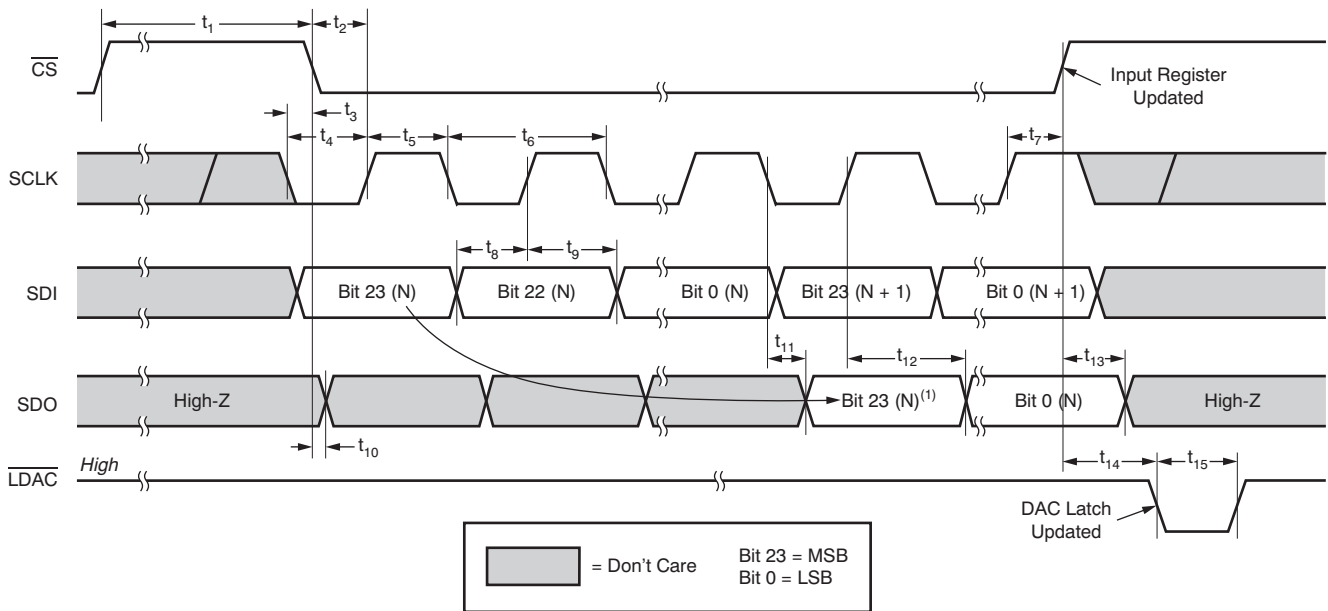 t1 t2
CS
Input Register
Updated
t3
t4 t5 t6 t7
SCLK
t8 t9
SDI Bit 23 (N) Bit 22 (N) Bit 0 (N) Bit 23 (N + 1) Bit 0 (N + 1)
t11 t12 t13
SDO High-Z Bit 23 (N)(1) Bit 0 (N) High-Z
t10
High
LDAC
t14 t15
DAC Latch
Updated
= Don't Care Bit 23 = MSB
Bit 0 = LSB